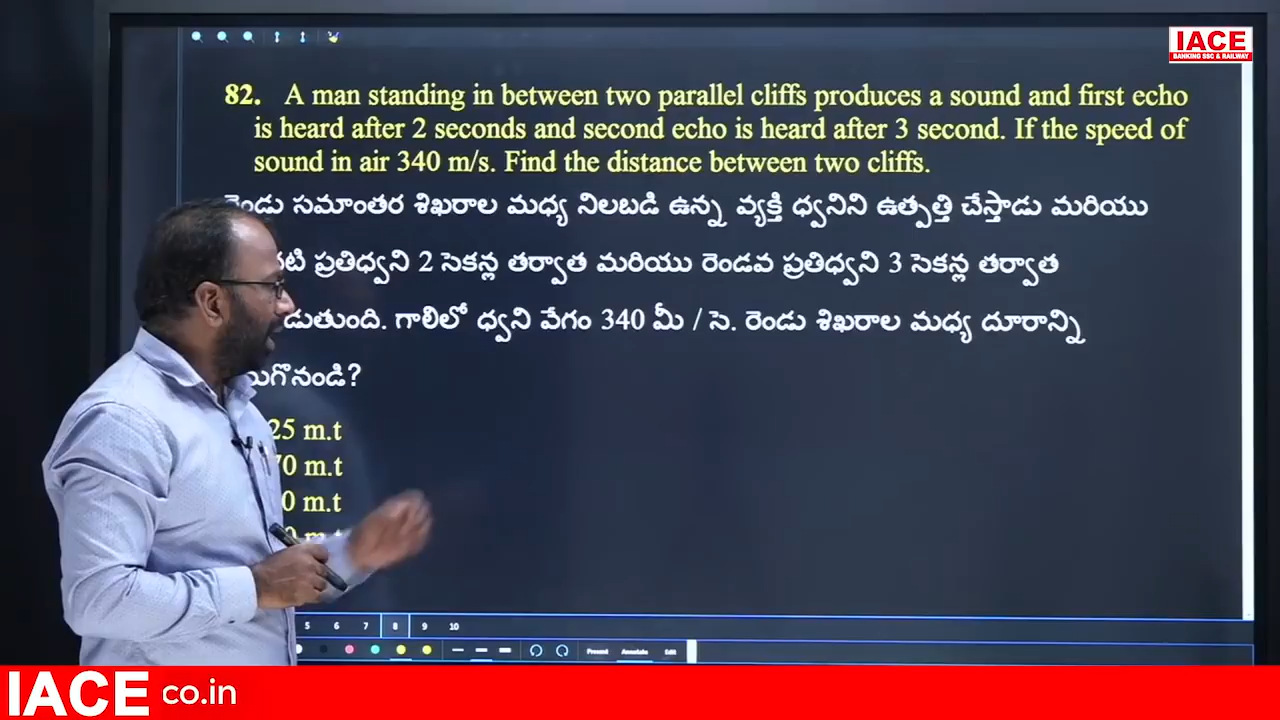 IACE
BANKING SSC & RAILWAY
82. A man standing in between two parallel cliffs produces a sound and first echo
is heard after 2 seconds and second echo is heard after 3 second. If the speed of
sound in air 340 m/s. Find the distance between two cliffs.
రెండు సమాంతర శిఖరాల మధ్య నిలబడి ఉన్న వ్యక్తి ధ్వనిని ఉత్పత్తి చేస్తాడు మరియు
ప్రతిధ్వని 2 సెకన్ల తర్వాత మరియు రెండవ ప్రతిధ్వని 3 సెకన్ల తర్వాత
గాలిలో ధ్వని వేగం 340 మీ / సె. రెండు శిఖరాల మధ్య దూరాన్ని
25 m.t
70 m.t
0 m.t
5 6 7 8 9 10
Present Annotate Edit
IACE co.in